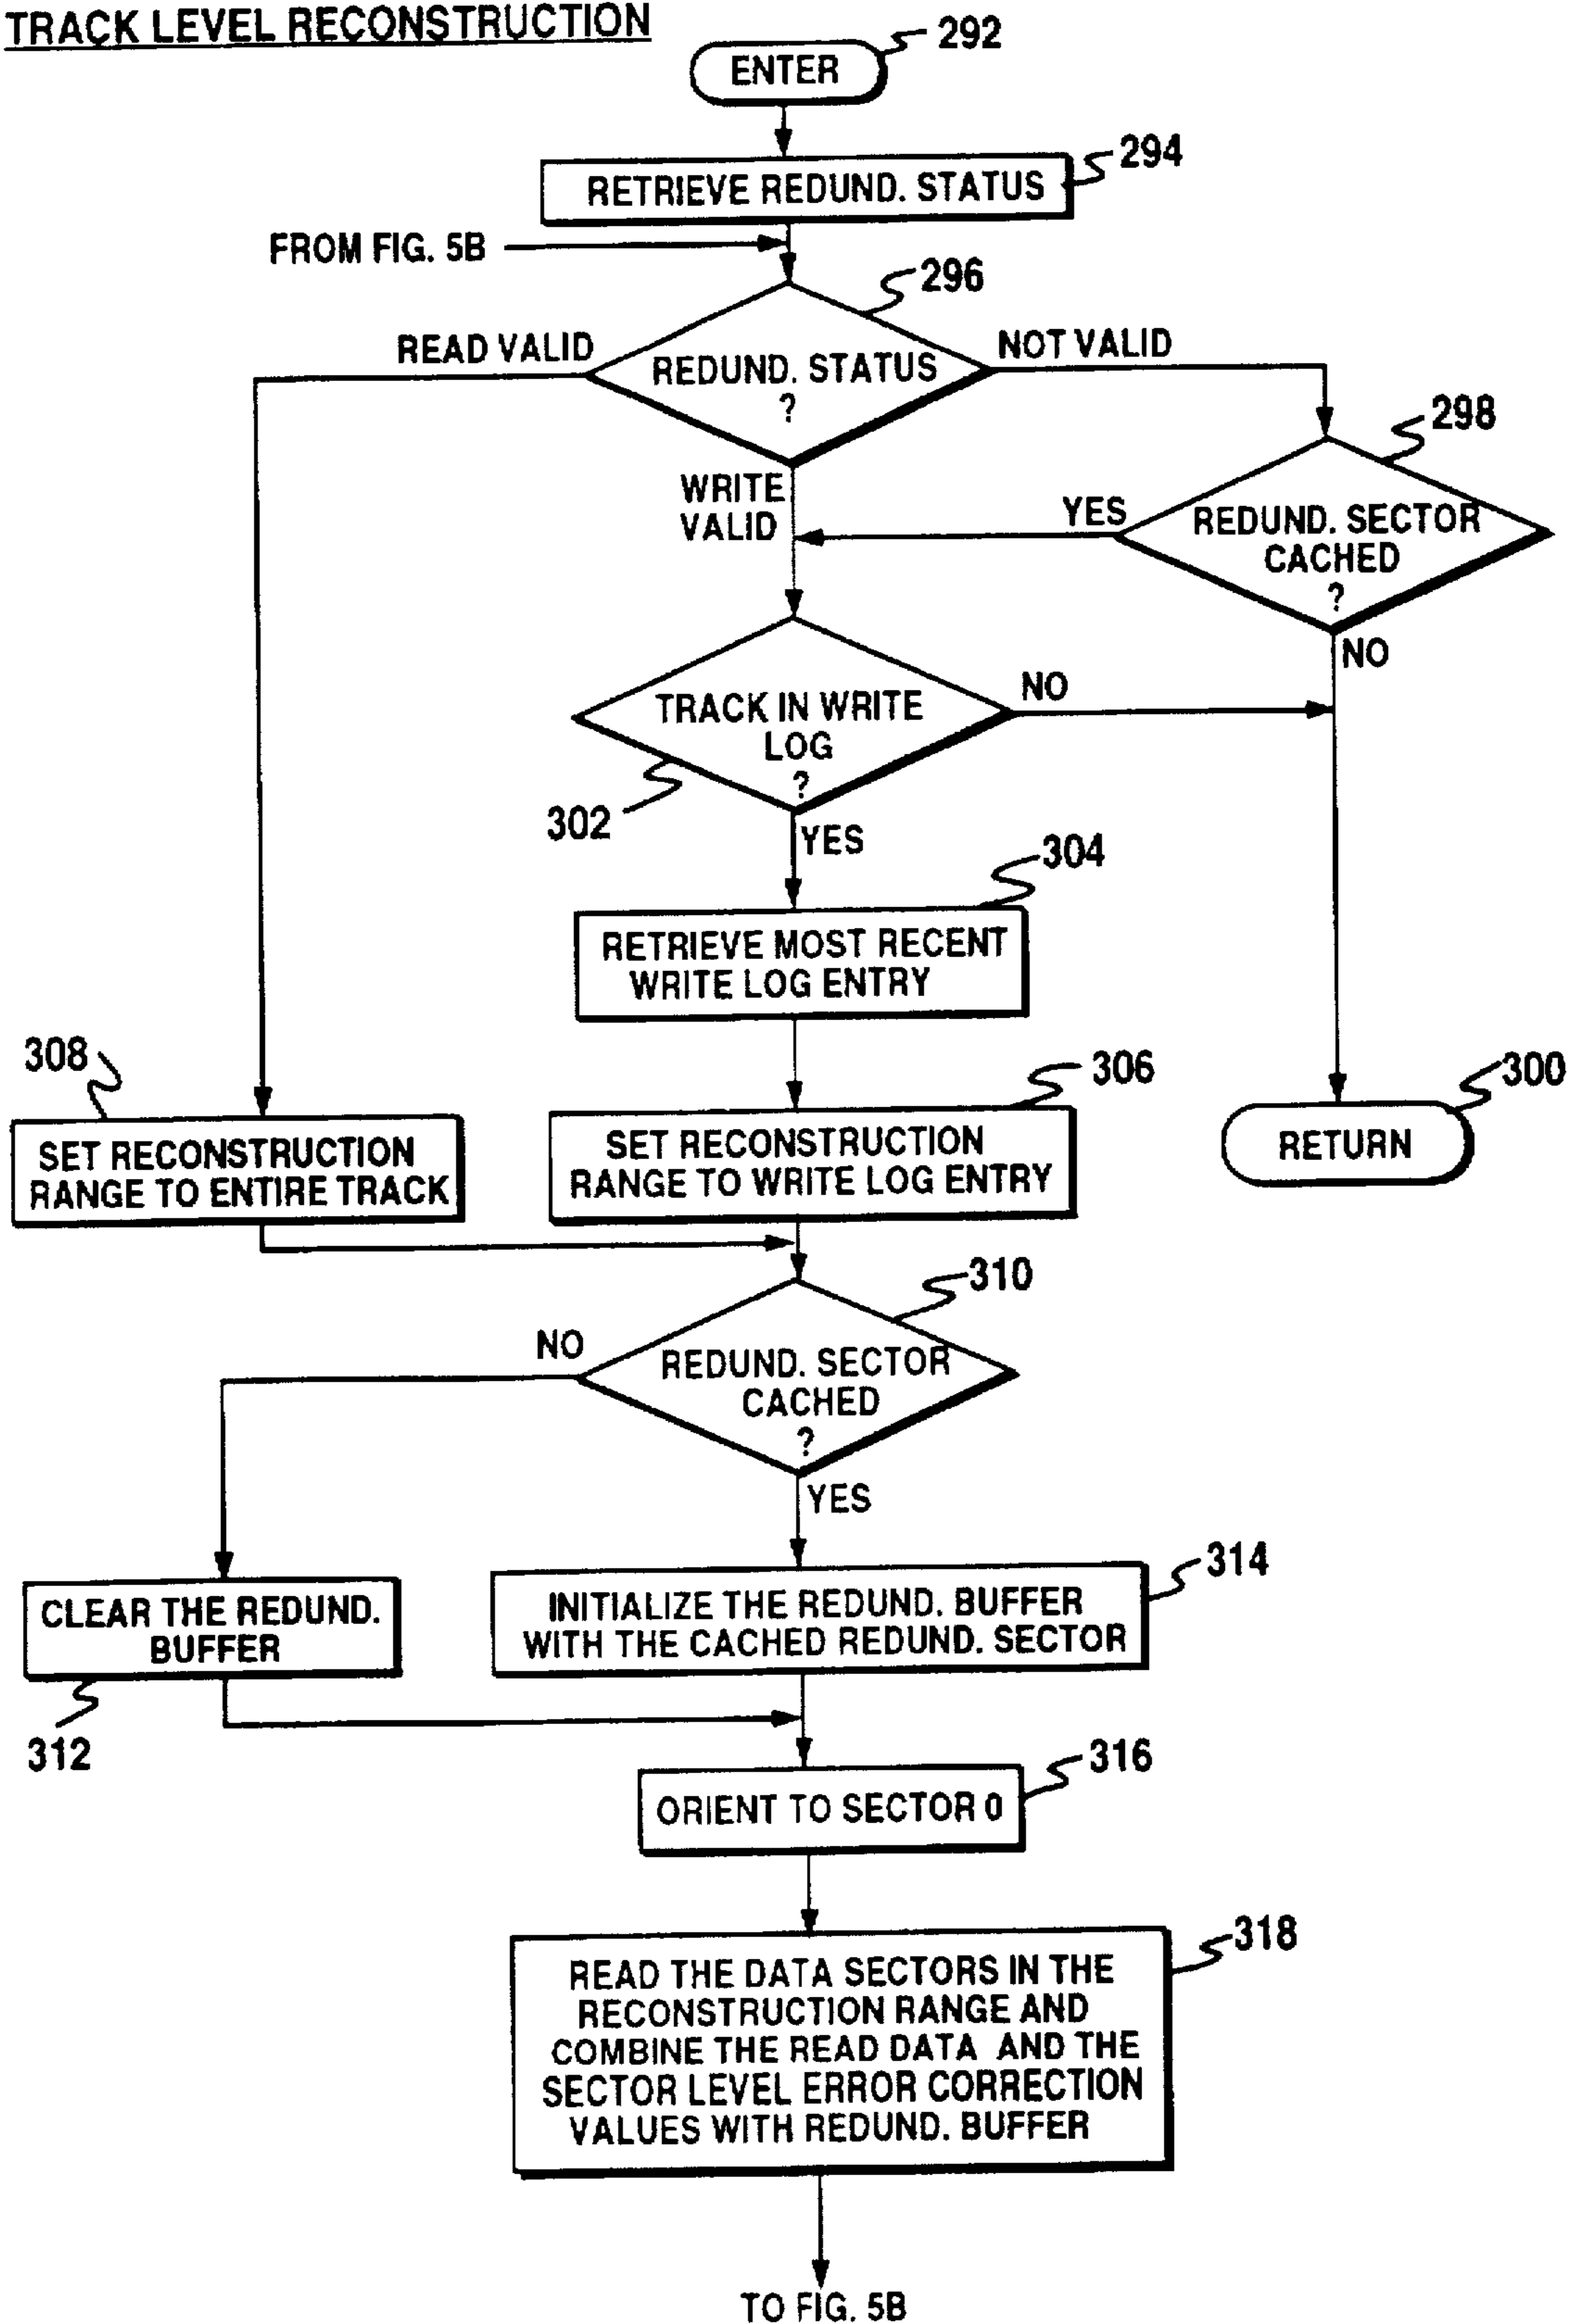 TRACK LEVEL RECONSTRUCTION
292
ENTER
294
RETRIEVE REDUND. STATUS
FROM FIG. 5B
296
READ VALID
NOT VALID
REDUND. STATUS
?
298
WRITE
VALID
YES
REDUND. SECTOR
CACHED
?
NO
TRACK IN WRITE
LOG
?
NO
302
YES
304
RETRIEVE MOST RECENT
WRITE LOG ENTRY
308
306
300
SET RECONSTRUCTION
RANGE TO ENTIRE TRACK
SET RECONSTRUCTION
RANGE TO WRITE LOG ENTRY
RETURN
310
NO
REDUND. SECTOR
CACHED
?
YES
314
CLEAR THE REDUND.
BUFFER
INITIALIZE THE REDUND. BUFFER
WITH THE CACHED REDUND. SECTOR
312
316
ORIENT TO SECTOR 0
318
READ THE DATA SECTORS IN THE
RECONSTRUCTION RANGE AND
COMBINE THE READ DATA AND THE
SECTOR LEVEL ERROR CORRECTION
VALUES WITH REDUND. BUFFER
TO FIG. 5B